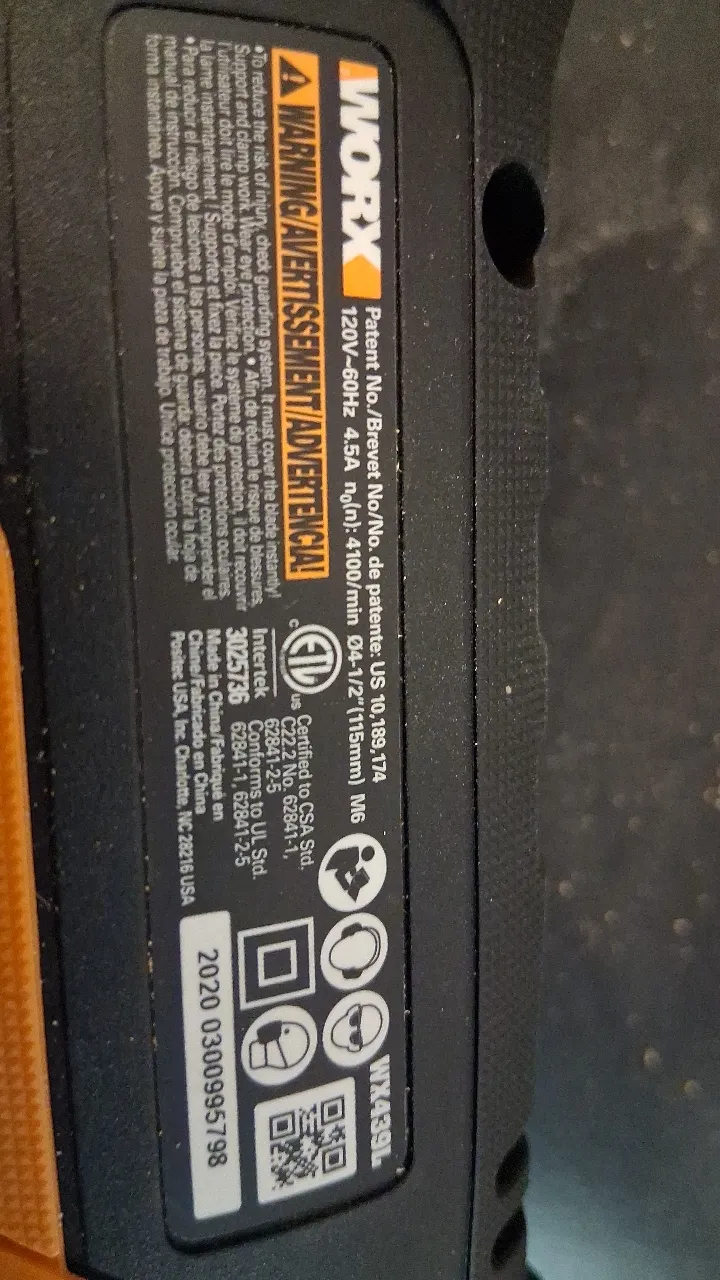 WORX
Patent No./Brevet No/No. de patente: US 10,189,174
120V~60Hz 4.5A n₀(n): 4100/min Ø4-1/2"(115mm) M6
WX439L
WARNING/AVERTISSEMENT/ADVERTENCIA!
•To reduce the risk of injury, check guarding system. It must cover the blade instantly!
Support and clamp work. Wear eye protection. • Afin de réduire le risque de blessures,
l'utilisateur doit lire le mode d'emploi. Vérifiez le système de protection, il doit recouvrir
la lame instantanément ! Supportez et fixez la pièce. Portez des protections oculaires.
• Para reducir el riesgo de lesiones a las personas, usuario debe leer y comprender el
manual de instrucción. Compruebe el sistema de guarda, deberá cubrir la hoja de
forma instantánea. Apoye y sujete la pieza de trabajo. Utilice protección ocular.
c ETL us
Intertek
3025736
Certified to CSA Std.
C22.2 No. 62841-1,
62841-2-5
Conforms to UL Std.
62841-1, 62841-2-5
Made in China/Fabriqué en
Chine/Fabricado en China
Positec USA, Inc. Charlotte, NC 28216 USA
2020 0300995798